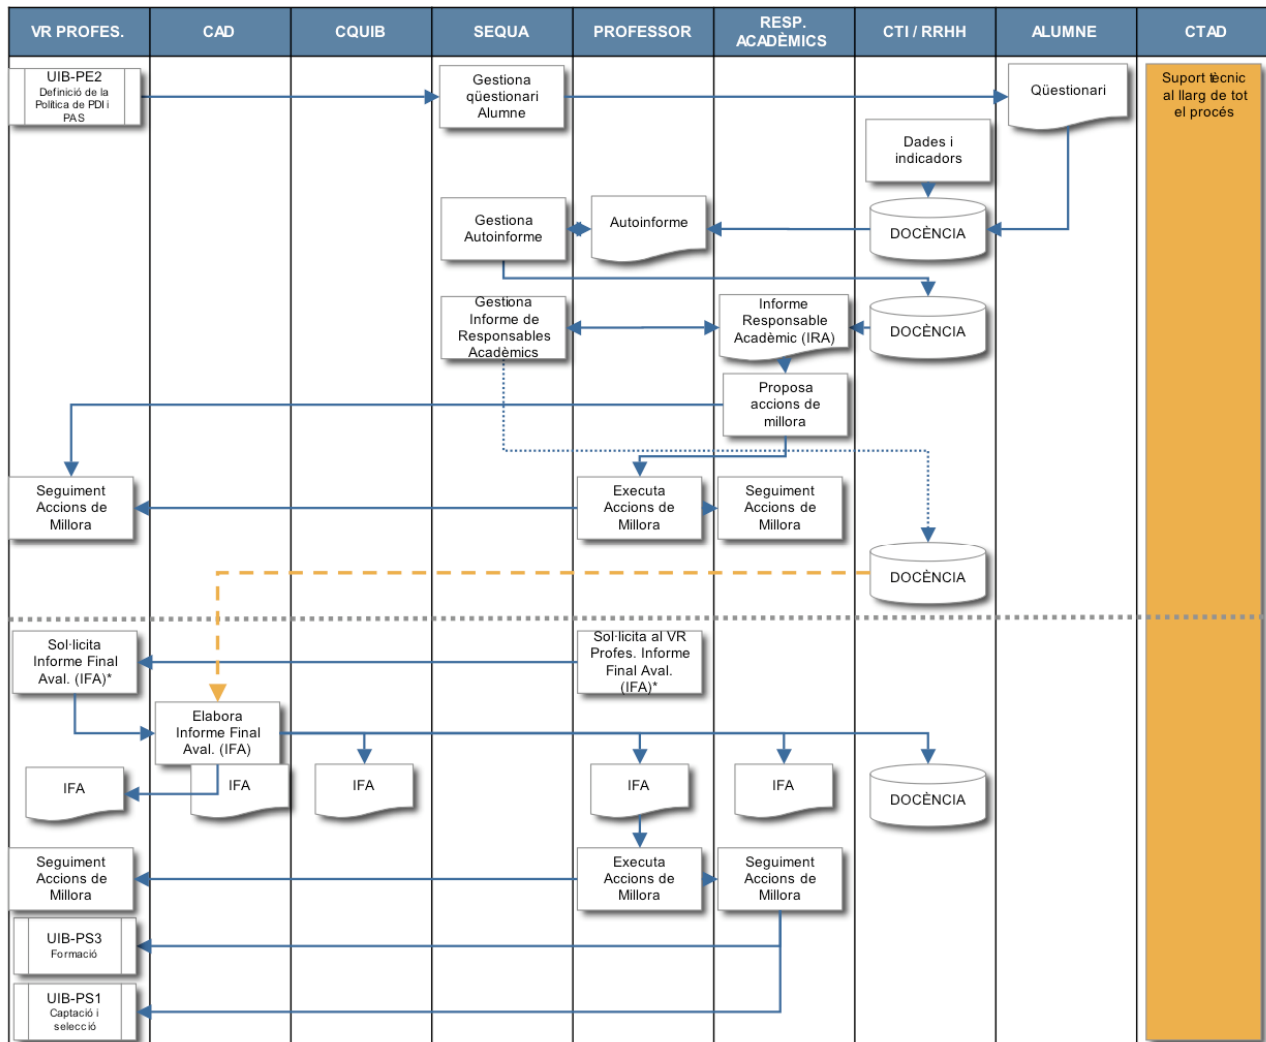 VR PROFES.
CAD
CQUIB
SEQUA
PROFESSOR
RESP.
ACADÈMICS
CTI / RRHH
ALUMNE
CTAD
UIB-PE2
Definició de la
Política de PDI i
PAS
Gestiona
qüestionari
Alumne
Qüestionari
Suport tècnic
al llarg de tot
el procés
Dades i
indicadors
Gestiona
Autoinforme
Autoinforme
DOCÈNCIA
Gestiona
Informe de
Responsables
Acadèmics
Informe
Responsable
Acadèmic (IRA)
DOCÈNCIA
Proposa
accions de
millora
Seguiment
Accions de
Millora
Executa
Accions de
Millora
Seguiment
Accions de
Millora
DOCÈNCIA
Sol·licita
Informe Final
Aval. (IFA)*
Sol·licita al VR
Profes. Informe
Final Aval.
(IFA)*
Elabora
Informe Final
Aval. (IFA)
IFA
IFA
IFA
IFA
IFA
DOCÈNCIA
Seguiment
Accions de
Millora
Executa
Accions de
Millora
Seguiment
Accions de
Millora
UIB-PS3
Formació
UIB-PS1
Captació i
selecció